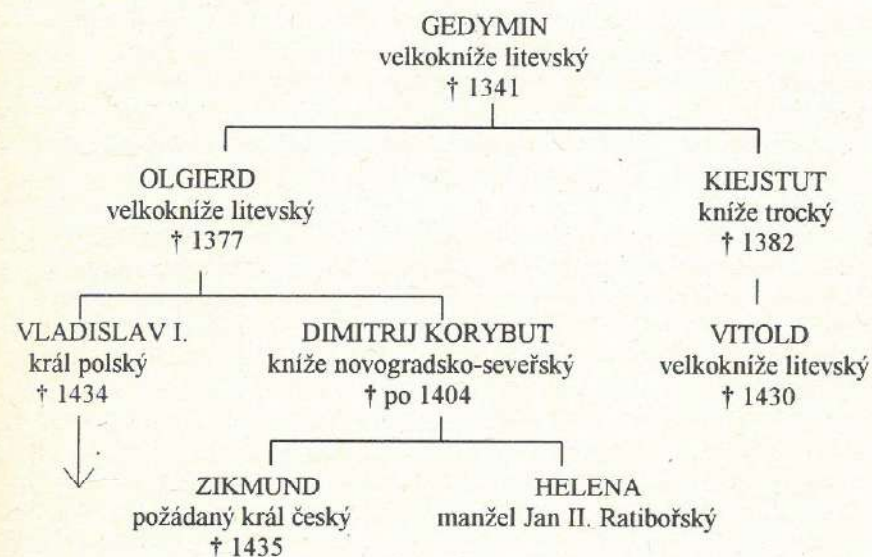 GEDYMIN
velkokníže litevský
† 1341
OLGIERD
velkokníže litevský
† 1377
KIEJSTUT
kníže trocký
† 1382
VLADISLAV I.
král polský
† 1434
DIMITRIJ KORYBUT
kníže novogradsko-seveřský
† po 1404
VITOLD
velkokníže litevský
† 1430
ZIKMUND
požádaný král český
† 1435
HELENA
manžel Jan II. Ratibořský